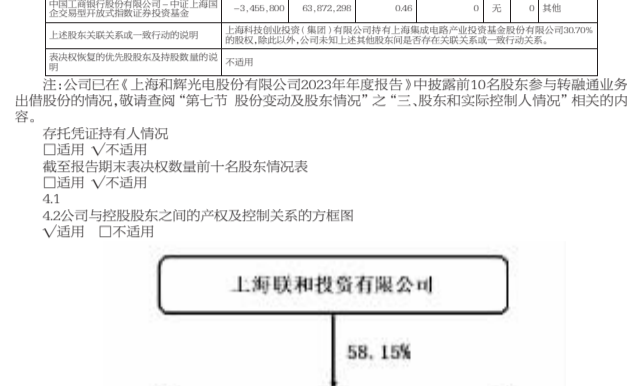 中国工商银行股份有限公司－中证上海国企交易型开放式指数证券投资基金 -3,455,800 63,872,298 0.46 0 无 0 其他
上述股东关联关系或一致行动的说明 上海科技创业投资（集团）有限公司持有上海集成电路产业投资基金股份有限公司30.70%的股权,除此以外,公司未知上述其他股东间是否存在关联关系或一致行动关系。
表决权恢复的优先股股东及持股数量的说明 不适用
注：公司已在《上海和辉光电股份有限公司2023年年度报告》中披露前10名股东参与转融通业务
出借股份的情况,敬请查阅“第七节 股份变动及股东情况”之“三、股东和实际控制人情况”相关的内
容。
存托凭证持有人情况
□适用 √不适用
截至报告期末表决权数量前十名股东情况表
□适用 √不适用
4.1
4.2公司与控股股东之间的产权及控制关系的方框图
√适用 □不适用
上海联和投资有限公司
58.15%